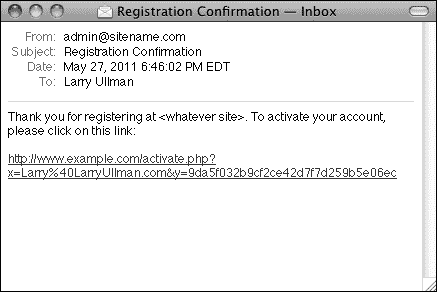 Registration Confirmation — Inbox
From: admin@sitename.com
Subject: Registration Confirmation
Date: May 27, 2011 6:46:02 PM EDT
To: Larry Ullman
Thank you for registering at <whatever site>. To activate your account,
please click on this link:
http://www.example.com/activate.php?
x=Larry%40LarryUllman.com&y=9da5f032b9cf2ce42d7f7d259b5e06ec